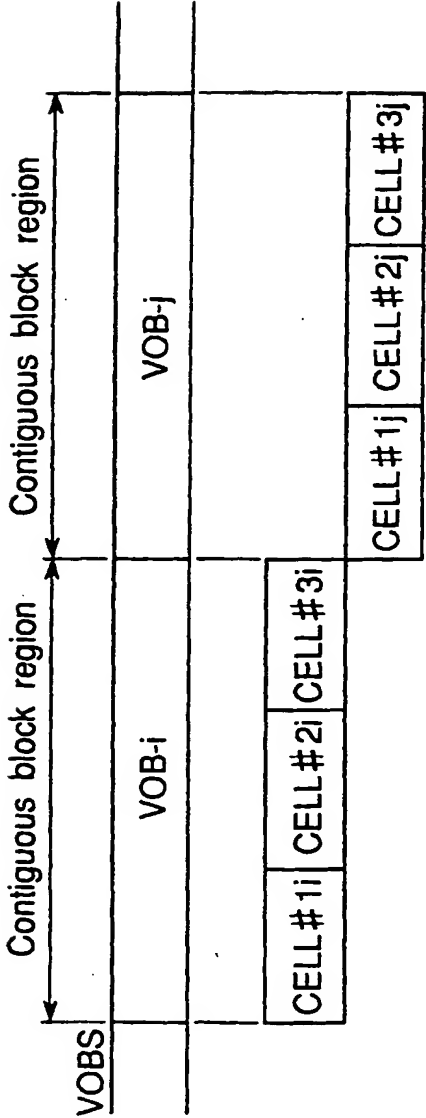 Contiguous block region Contiguous block region
VOBS
VOB-i VOB-j
CELL#1i CELL#2i CELL#3i
CELL#1j CELL#2j CELL#3j